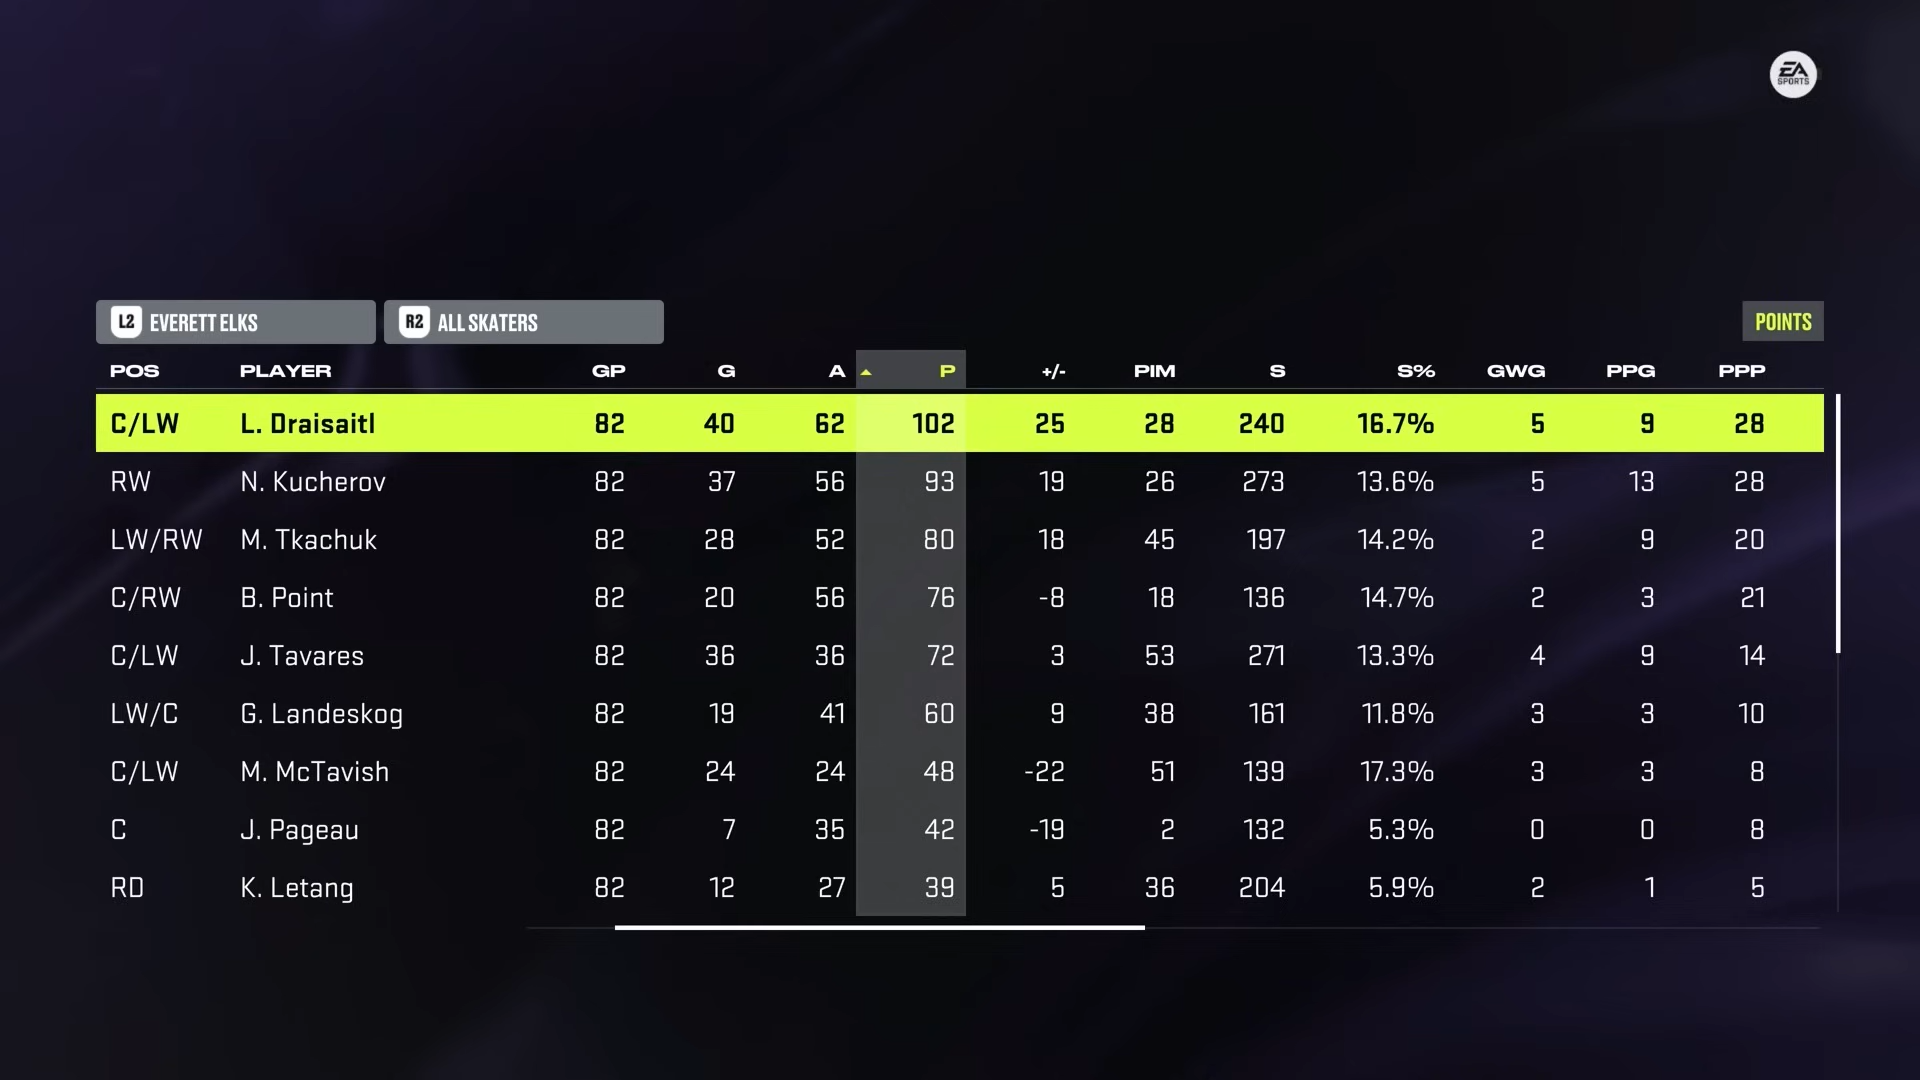 EA SPORTS
L2 EVERETT ELKS R2 ALL SKATERS POINTS
POS PLAYER GP G A P +/- PIM S S% GWG PPG PPP
C/LW L. Draisaitl 82 40 62 102 25 28 240 16.7% 5 9 28
RW N. Kucherov 82 37 56 93 19 26 273 13.6% 5 13 28
LW/RW M. Tkachuk 82 28 52 80 18 45 197 14.2% 2 9 20
C/RW B. Point 82 20 56 76 -8 18 136 14.7% 2 3 21
C/LW J. Tavares 82 36 36 72 3 53 271 13.3% 4 9 14
LW/C G. Landeskog 82 19 41 60 9 38 161 11.8% 3 3 10
C/LW M. McTavish 82 24 24 48 -22 51 139 17.3% 3 3 8
C J. Pageau 82 7 35 42 -19 2 132 5.3% 0 0 8
RD K. Letang 82 12 27 39 5 36 204 5.9% 2 1 5